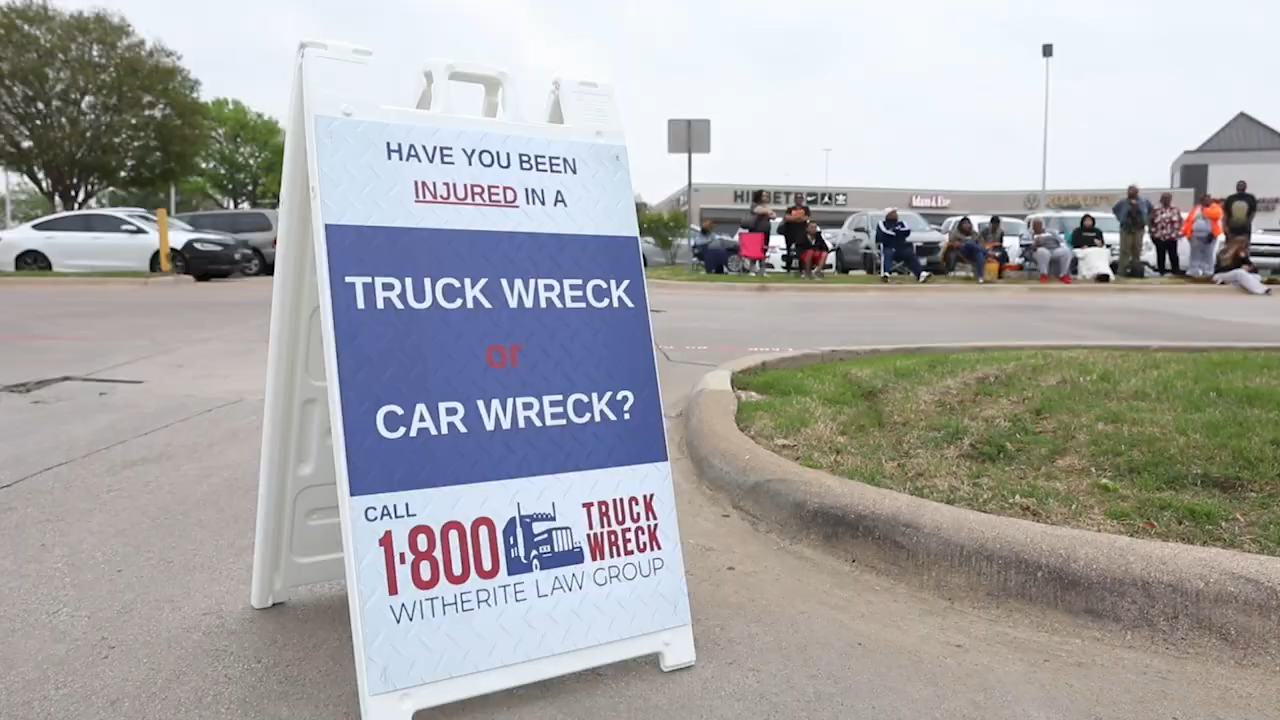 HAVE YOU BEEN
INJURED IN A
TRUCK WRECK
or
CAR WRECK?
CALL
1·800 TRUCK
WRECK
WITHERITE LAW GROUP